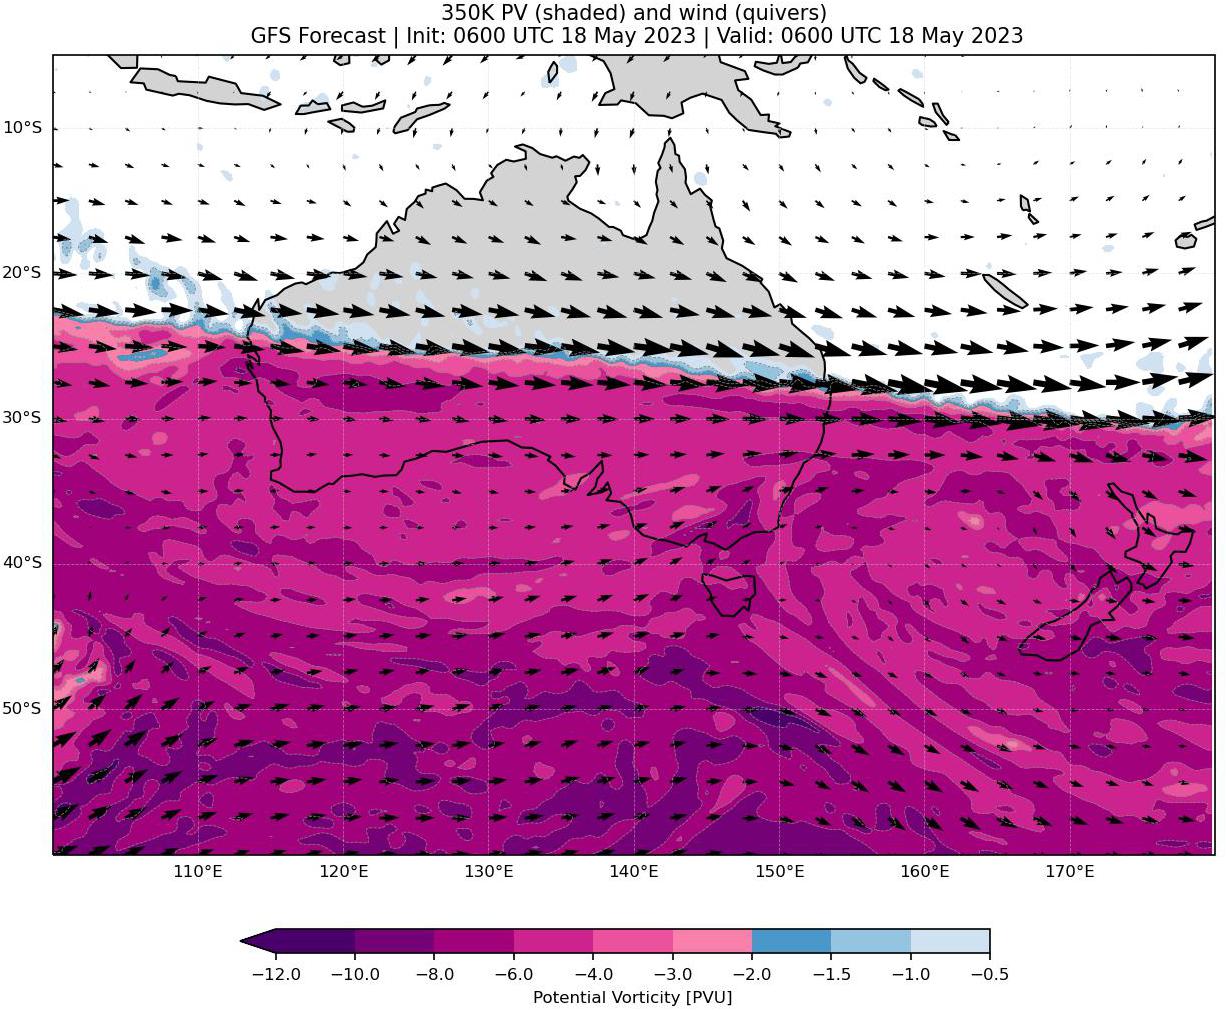 350K PV (shaded) and wind (quivers)
GFS Forecast | Init: 0600 UTC 18 May 2023 | Valid: 0600 UTC 18 May 2023
10°S
20°S
30°S
40°S
50°S
110°E 120°E 130°E 140°E 150°E 160°E 170°E
−12.0 −10.0 −8.0 −6.0 −4.0 −3.0 −2.0 −1.5 −1.0 −0.5
Potential Vorticity [PVU]